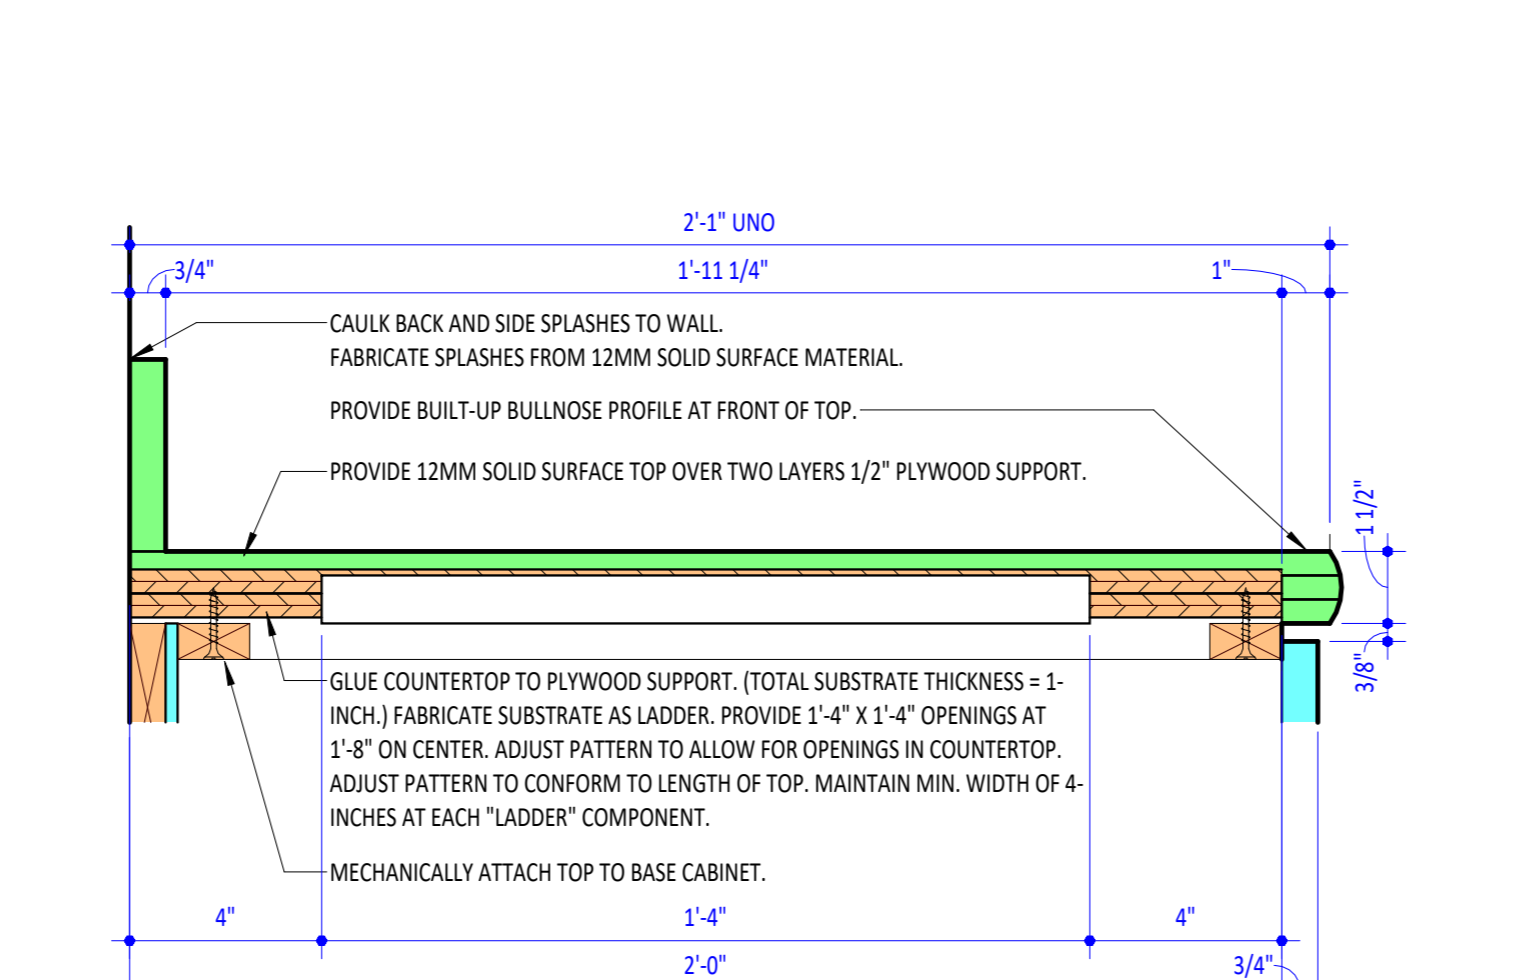 2'-1" UNO
3/4"
1'-11 1/4"
1"
CAULK BACK AND SIDE SPLASHES TO WALL.
FABRICATE SPLASHES FROM 12MM SOLID SURFACE MATERIAL.
PROVIDE BUILT-UP BULLNOSE PROFILE AT FRONT OF TOP.
PROVIDE 12MM SOLID SURFACE TOP OVER TWO LAYERS 1/2" PLYWOOD SUPPORT.
1 1/2"
3/8"
GLUE COUNTERTOP TO PLYWOOD SUPPORT. (TOTAL SUBSTRATE THICKNESS = 1-
INCH.) FABRICATE SUBSTRATE AS LADDER. PROVIDE 1'-4" X 1'-4" OPENINGS AT
1'-8" ON CENTER. ADJUST PATTERN TO ALLOW FOR OPENINGS IN COUNTERTOP.
ADJUST PATTERN TO CONFORM TO LENGTH OF TOP. MAINTAIN MIN. WIDTH OF 4-
INCHES AT EACH "LADDER" COMPONENT.
MECHANICALLY ATTACH TOP TO BASE CABINET.
4"
1'-4"
4"
2'-0"
3/4"